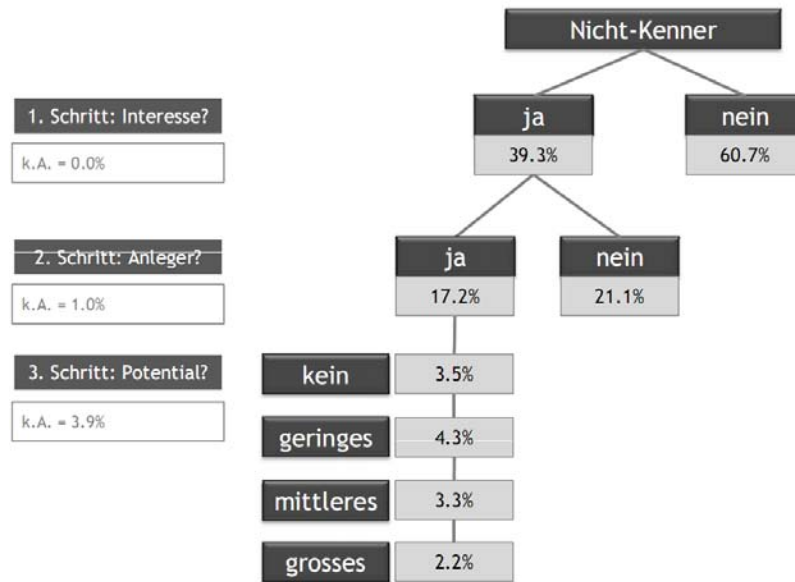 Nicht-Kenner
1. Schritt: Interesse?
ja
nein
k.A. = 0.0%
39.3%
60.7%
2. Schritt: Anleger?
ja
nein
k.A. = 1.0%
17.2%
21.1%
3. Schritt: Potential?
kein
3.5%
k.A. = 3.9%
geringes
4.3%
mittleres
3.3%
grosses
2.2%